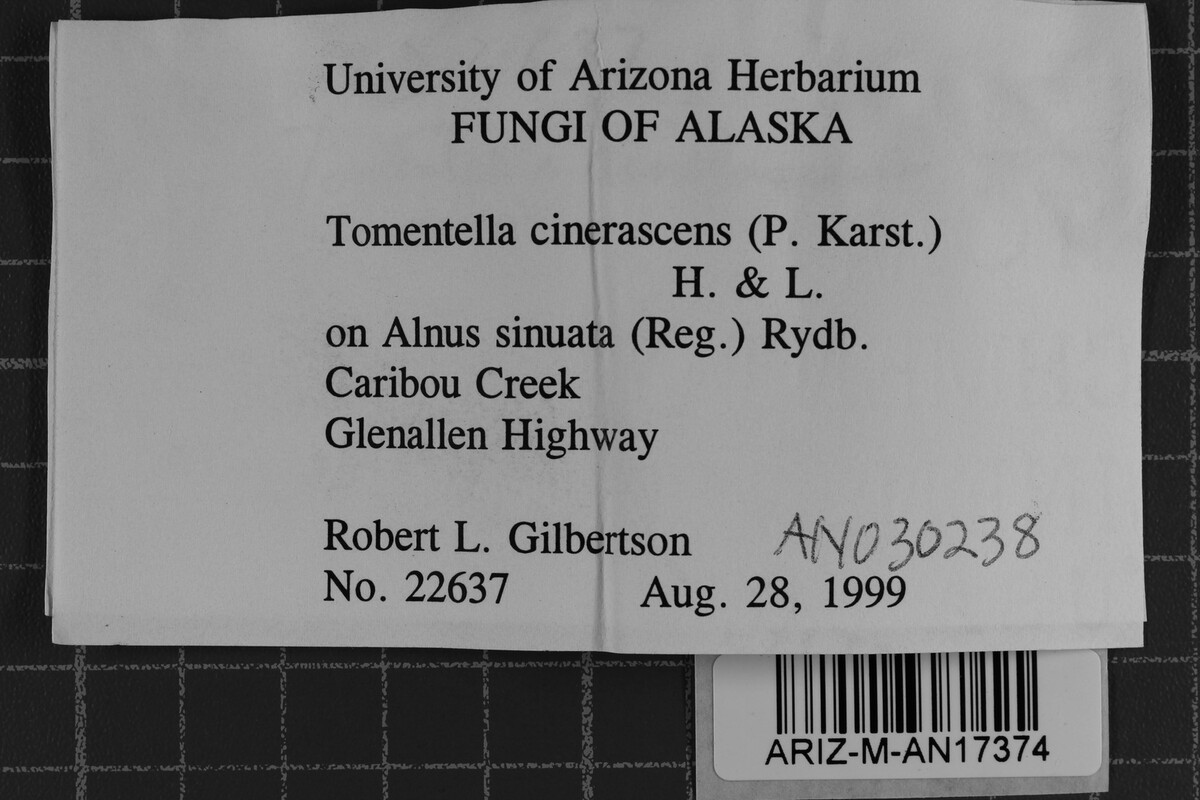 University of Arizona Herbarium
FUNGI OF ALASKA
Tomentella cinerascens (P. Karst.)
H. & L.
on Alnus sinuata (Reg.) Rydb.
Caribou Creek
Glenallen Highway
Robert L. Gilbertson AN030238
No. 22637 Aug. 28, 1999
ARIZ-M-AN17374